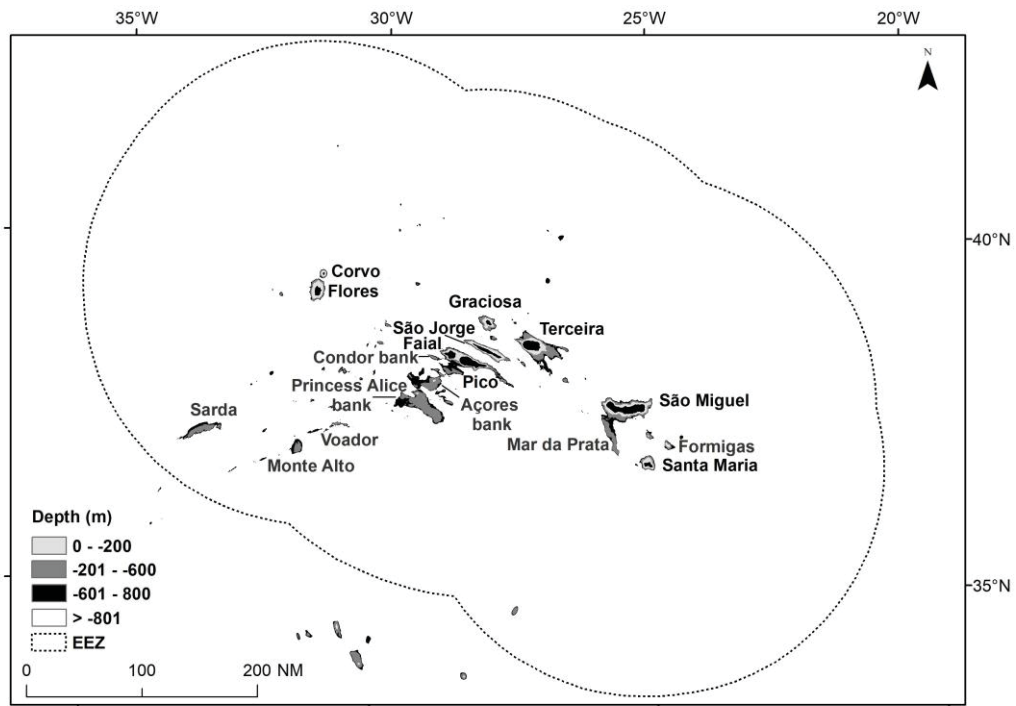 35°W 30°W 25°W 20°W
N
40°N
Corvo
Flores
Graciosa
São Jorge
Terceira
Faial
Condor bank
Princess Alice
bank
Pico
Açores
bank
São Miguel
Sarda
Voador
Mar da Prata
Formigas
Monte Alto
Santa Maria
Depth (m)
0 - -200
-201 - -600
-601 - 800
> -801
EEZ
35°N
0 100 200 NM